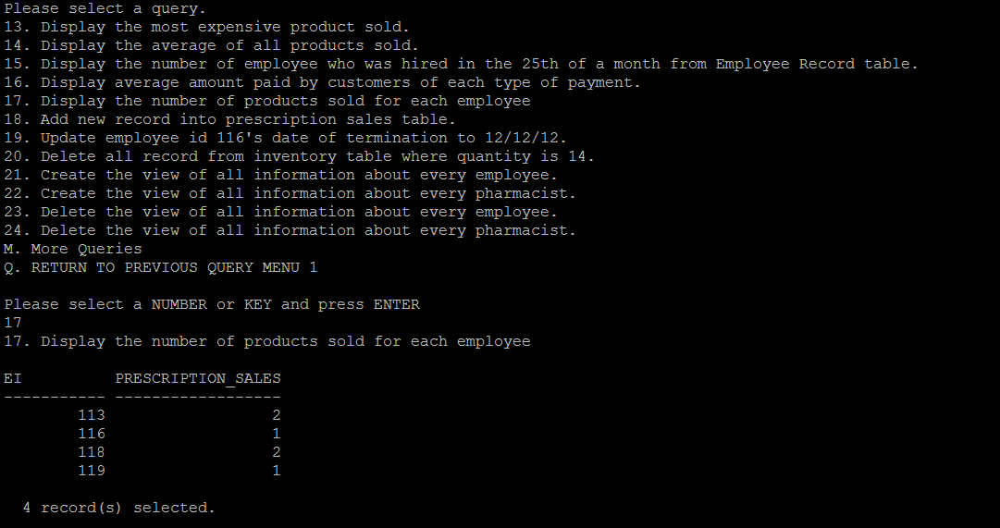 Please select a query.
13. Display the most expensive product sold.
14. Display the average of all products sold.
15. Display the number of employee who was hired in the 25th of a month from Employee Record table.
16. Display average amount paid by customers of each type of payment.
17. Display the number of products sold for each employee
18. Add new record into prescription sales table.
19. Update employee id 116's date of termination to 12/12/12.
20. Delete all record from inventory table where quantity is 14.
21. Create the view of all information about every employee.
22. Create the view of all information about every pharmacist.
23. Delete the view of all information about every employee.
24. Delete the view of all information about every pharmacist.
M. More Queries
Q. RETURN TO PREVIOUS QUERY MENU 1
Please select a NUMBER or KEY and press ENTER
17
17. Display the number of products sold for each employee
EI PRESCRIPTION_SALES
----------- ------------------
113 2
116 1
118 2
119 1
4 record(s) selected.